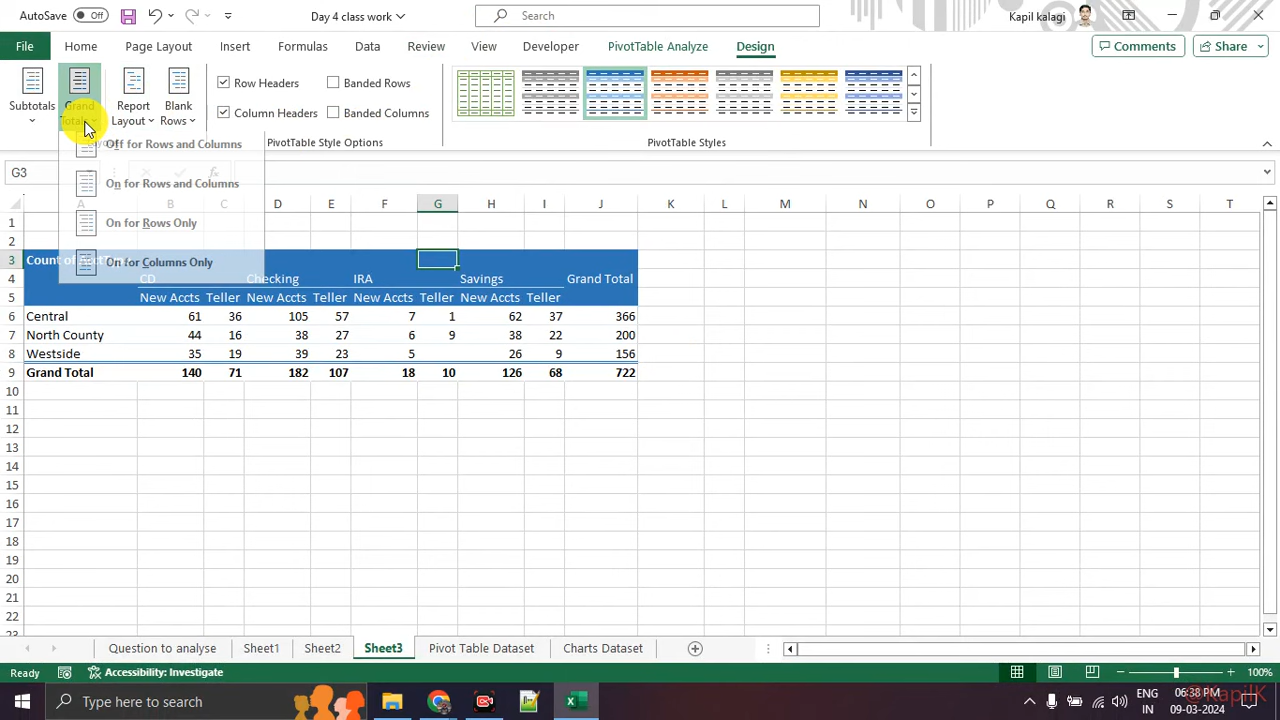 AutoSave Off Day 4 class work Search Kapil kalagi
File Home Page Layout Insert Formulas Data Review View Developer PivotTable Analyze Design Comments Share
Subtotals Grand Totals Report Layout Blank Rows
Row Headers Banded Rows
Column Headers Banded Columns
PivotTable Style Options PivotTable Styles
Off for Rows and Columns
On for Rows and Columns
On for Rows Only
On for Columns Only
G3
A B C D E F G H I J K L M N O P Q R S T
1
2
3 Count of
4 CD Checking IRA Savings Grand Total
5 New Accts Teller New Accts Teller New Accts Teller New Accts Teller
6 Central 61 36 105 57 7 1 62 37 366
7 North County 44 16 38 27 6 9 38 22 200
8 Westside 35 19 39 23 5 26 9 156
9 Grand Total 140 71 182 107 18 10 126 68 722
10
11
12
13
14
15
16
17
18
19
20
21
22
23
Question to analyse Sheet1 Sheet2 Sheet3 Pivot Table Dataset Charts Dataset
Ready Accessibility: Investigate 100%
Type here to search
ENG 06:38 PM
IN 09-03-2024
@KapilK